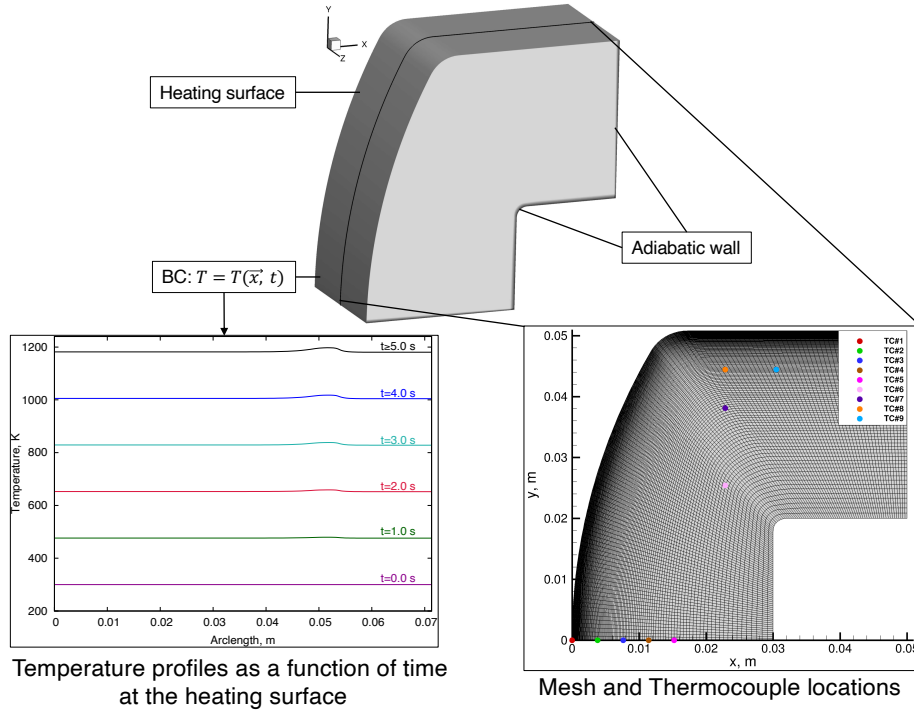 Y
X
Z
Heating surface
Adiabatic wall
BC: T = T(x⃗, t)
1200
1000
800
600
400
200
Temperature, K
t≥5.0 s
t=4.0 s
t=3.0 s
t=2.0 s
t=1.0 s
t=0.0 s
0 0.01 0.02 0.03 0.04 0.05 0.06 0.07
Arclength, m
Temperature profiles as a function of time
at the heating surface
0.05
0.04
0.03
0.02
0.01
0
y, m
TC#1
TC#2
TC#3
TC#4
TC#5
TC#6
TC#7
TC#8
TC#9
0 0.01 0.02 0.03 0.04 0.05
x, m
Mesh and Thermocouple locations